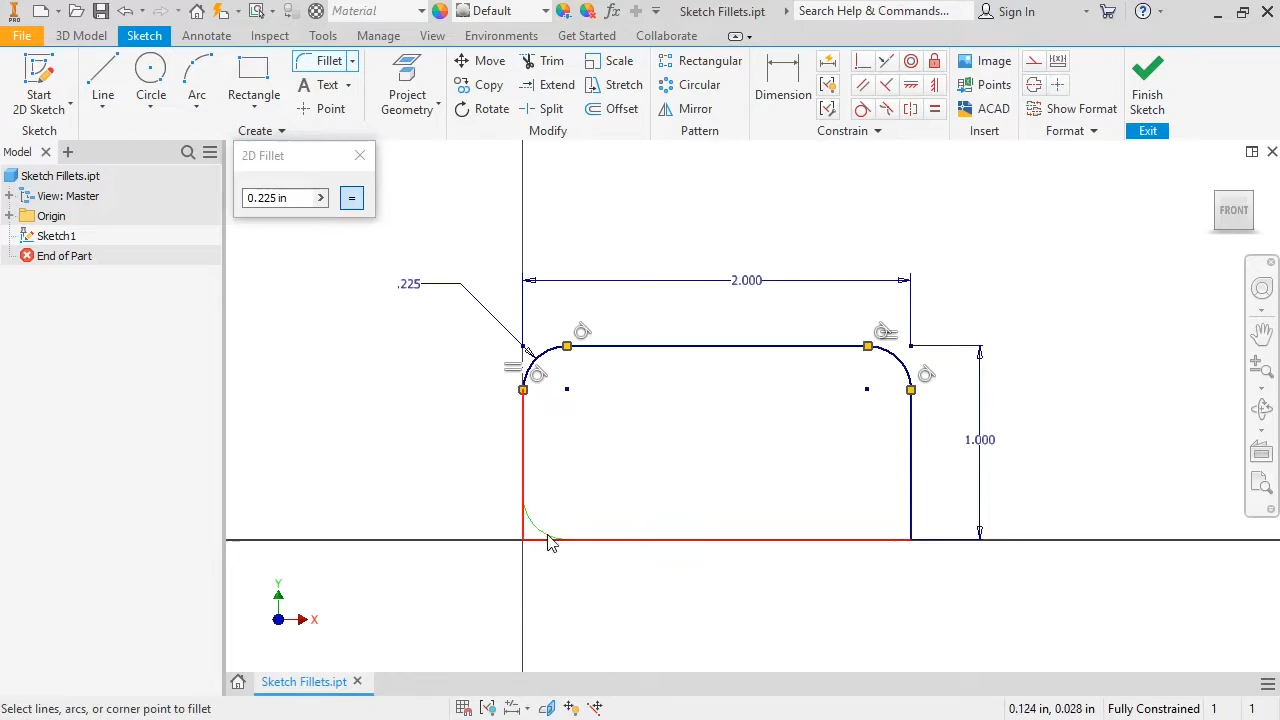 PRO
Material
Default
fx
Sketch Fillets.ipt
Search Help & Commands...
Sign In
File
3D Model
Sketch
Annotate
Inspect
Tools
Manage
View
Environments
Get Started
Collaborate
Start
2D Sketch
Line
Circle
Arc
Rectangle
Fillet
Text
Point
Project
Geometry
Move
Copy
Rotate
Trim
Extend
Split
Scale
Stretch
Offset
Dimension
Rectangular
Circular
Mirror
Image
Points
ACAD
Show Format
Finish
Sketch
Sketch
Create
Modify
Pattern
Constrain
Insert
Format
Exit
Model
2D Fillet
0.225 in
=
Sketch Fillets.ipt
View: Master
Origin
Sketch1
End of Part
FRONT
.225
2.000
1.000
Y
X
Sketch Fillets.ipt
Select lines, arcs, or corner point to fillet
0.124 in, 0.028 in
Fully Constrained
1
1